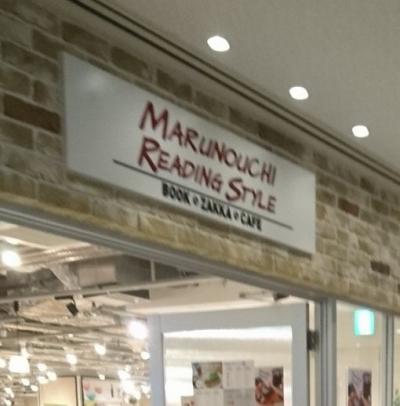 MARUNOUCHI
READING STYLE
BOOK ● ZAKKA ● CAFE